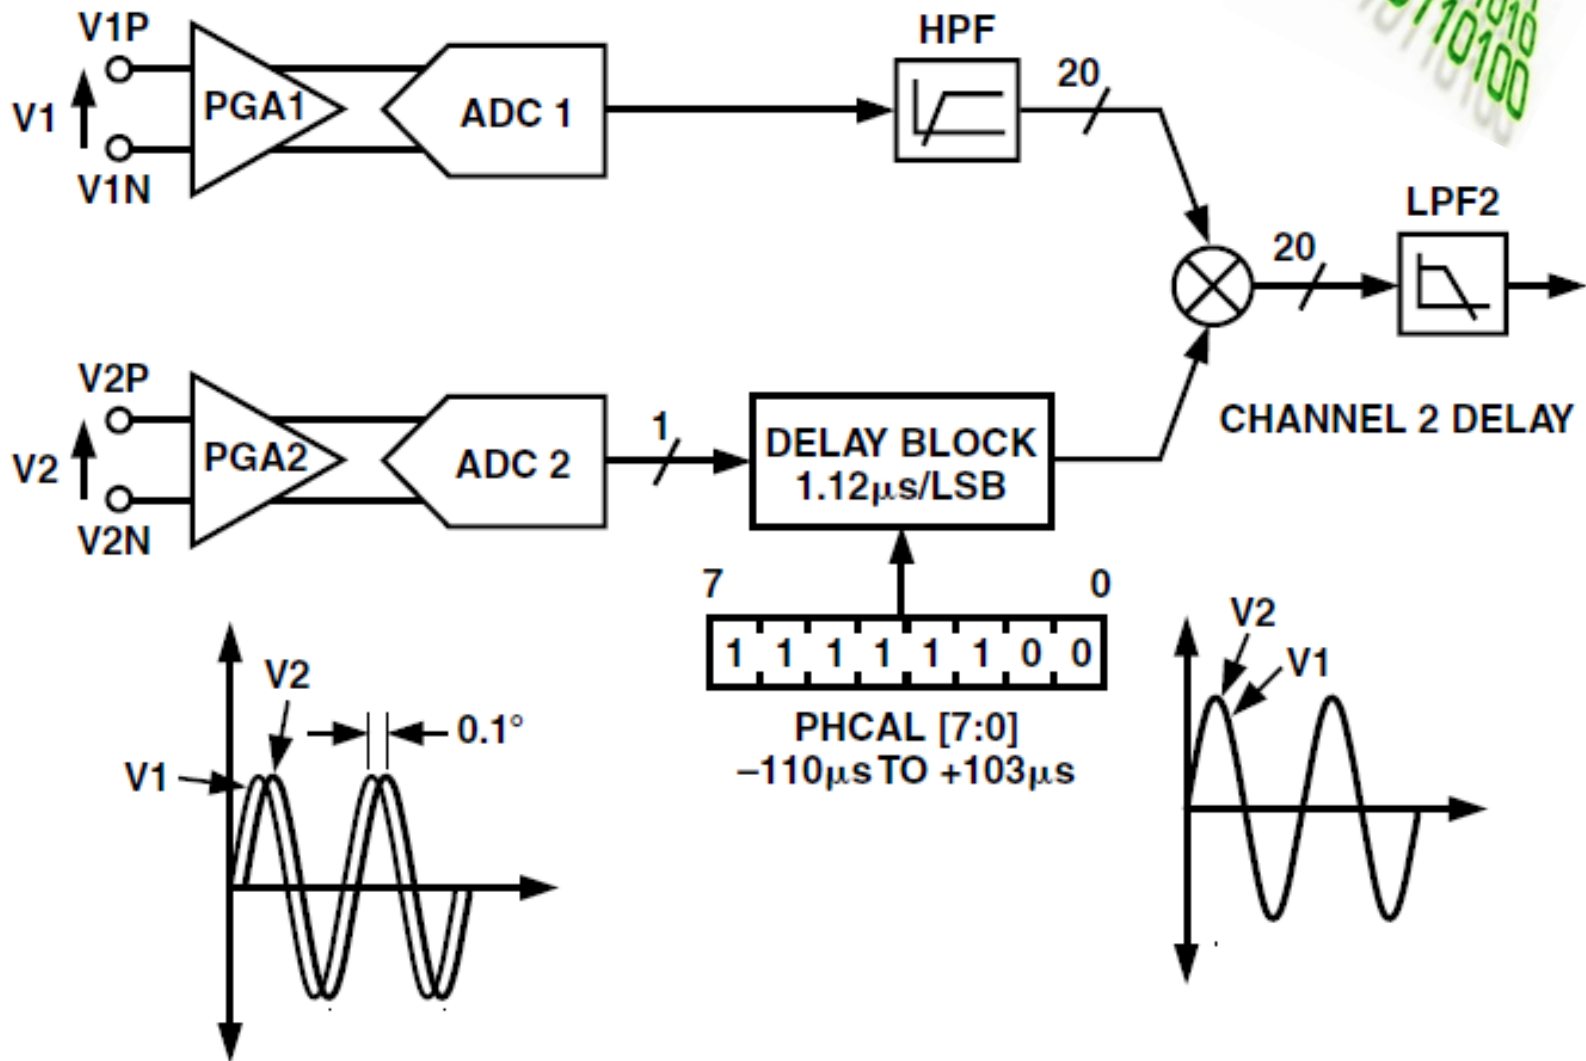 V1P
HPF
20
1010
0110100
V1
PGA1
ADC 1
V1N
LPF2
20
V2P
CHANNEL 2 DELAY
1
V2
PGA2
ADC 2
DELAY BLOCK
1.12µs/LSB
V2N
7
0
1 1 1 1 1 1 0 0
PHCAL [7:0]
–110µs TO +103µs
V2
0.1°
V1
V2
V1